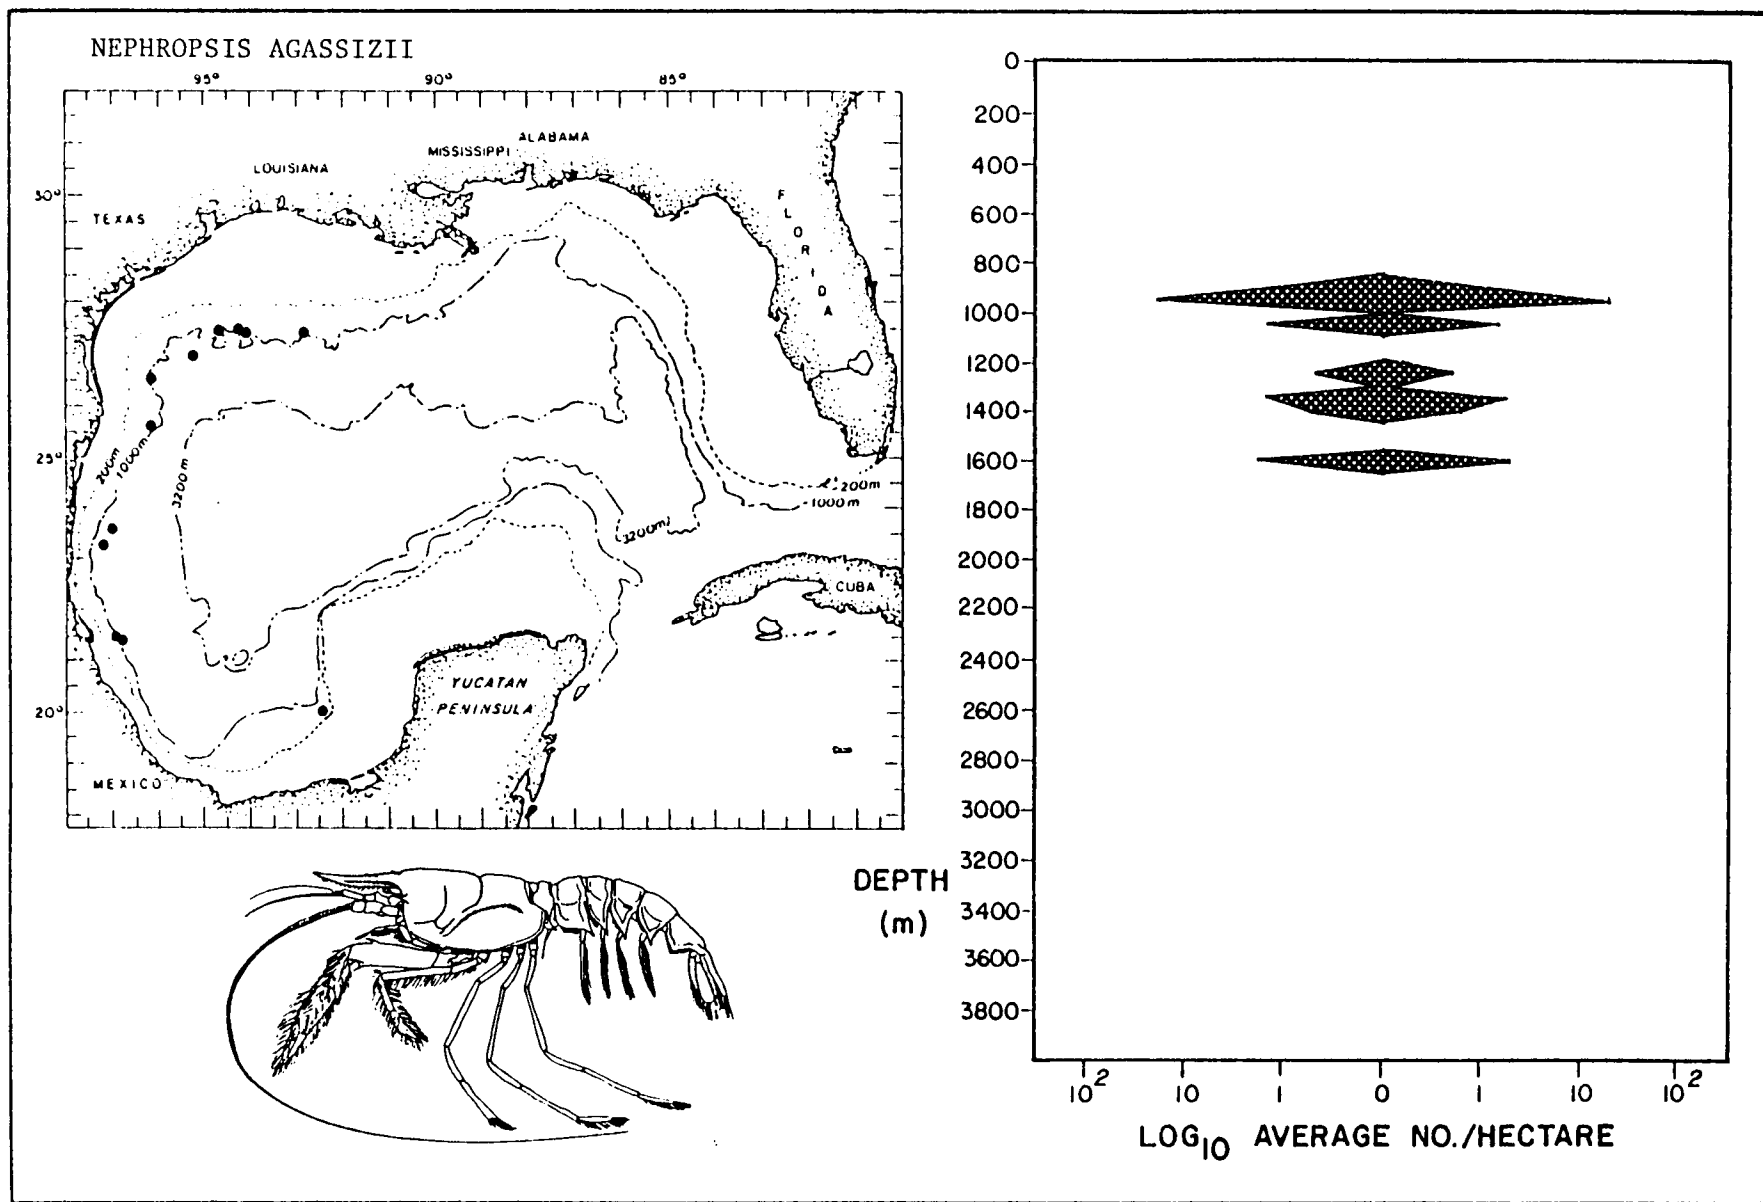 NEPHROPSIS AGASSIZII
95° 90° 85°
ALABAMA
MISSISSIPPI
LOUISIANA
30°
TEXAS
FLORIDA
25°
200m
1000m
3200m
200m
1000m
3200m
CUBA
YUCATAN
PENINSULA
20°
MEXICO
0
200
400
600
800
1000
1200
1400
1600
1800
2000
2200
2400
2600
2800
3000
3200
3400
3600
3800
DEPTH
(m)
10² 10 1 0 1 10 10²
LOG₁₀ AVERAGE NO./HECTARE